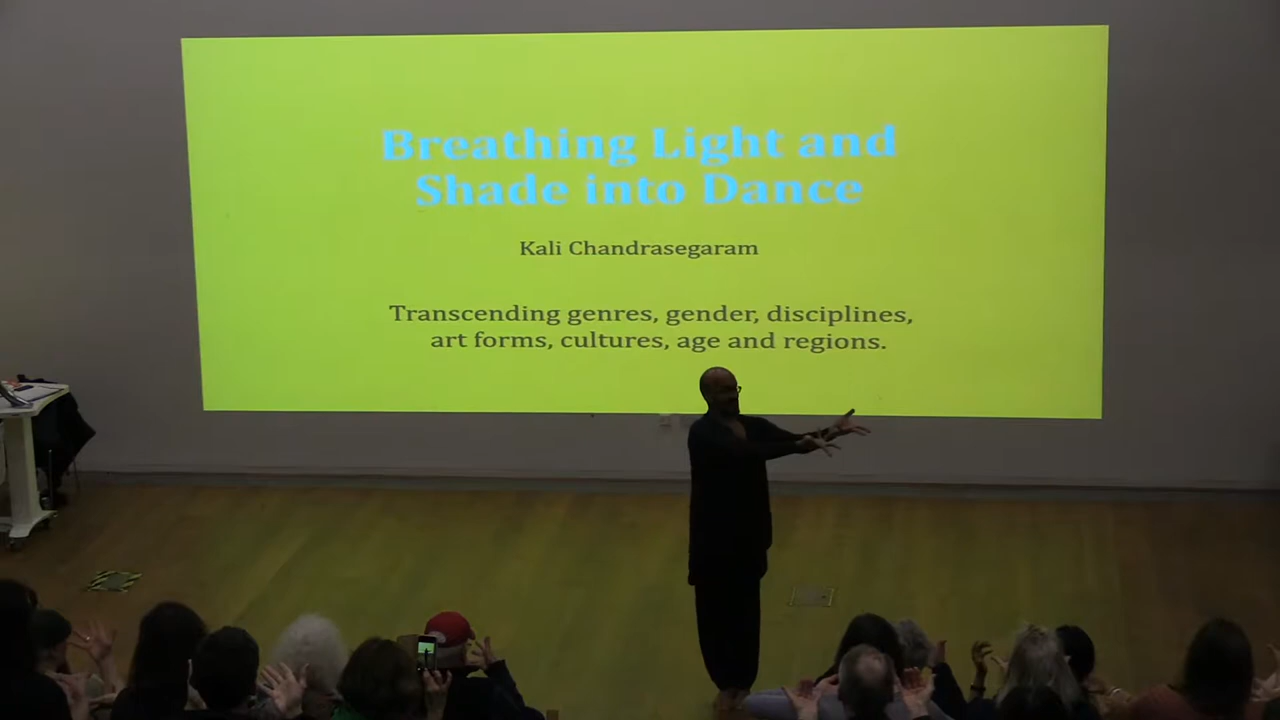 Breathing Light and
Shade into Dance
Kali Chandrasegaram
Transcending genres, gender, disciplines,
art forms, cultures, age and regions.